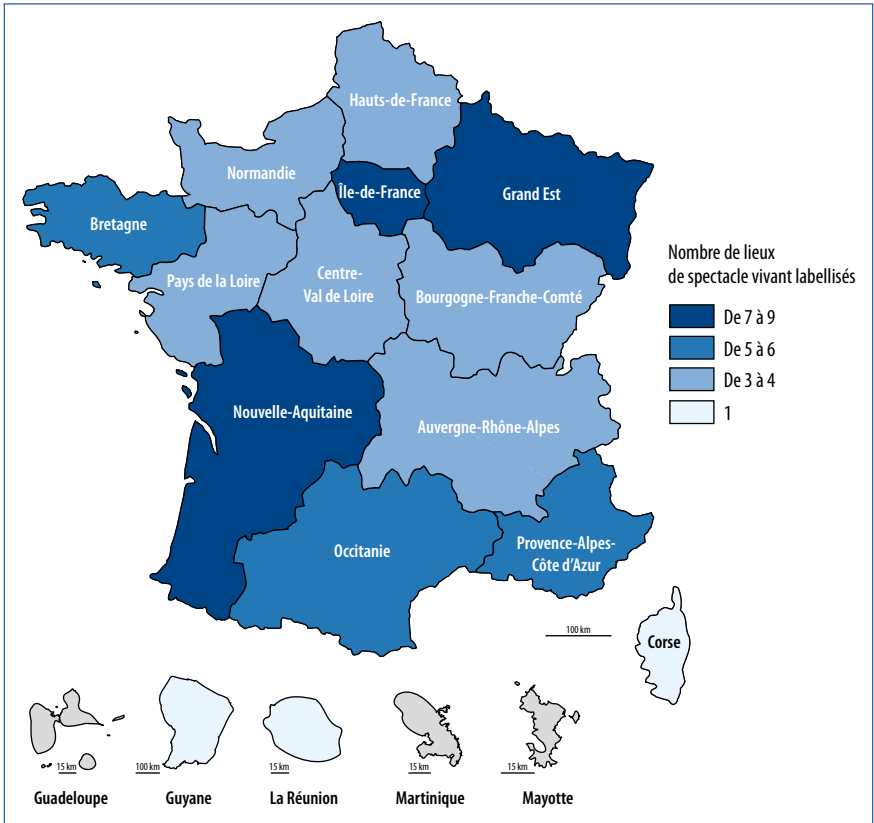 Hauts-de-France
Normandie
Île-de-France
Grand Est
Bretagne
Pays de la Loire
Centre-
Val de Loire
Bourgogne-Franche-Comté
Nombre de lieux
de spectacle vivant labellisés
De 7 à 9
De 5 à 6
De 3 à 4
1
Nouvelle-Aquitaine
Auvergne-Rhône-Alpes
Occitanie
Provence-Alpes-
Côte d'Azur
100 km
Corse
15 km
100 km
15 km
15 km
15 km
Guadeloupe
Guyane
La Réunion
Martinique
Mayotte